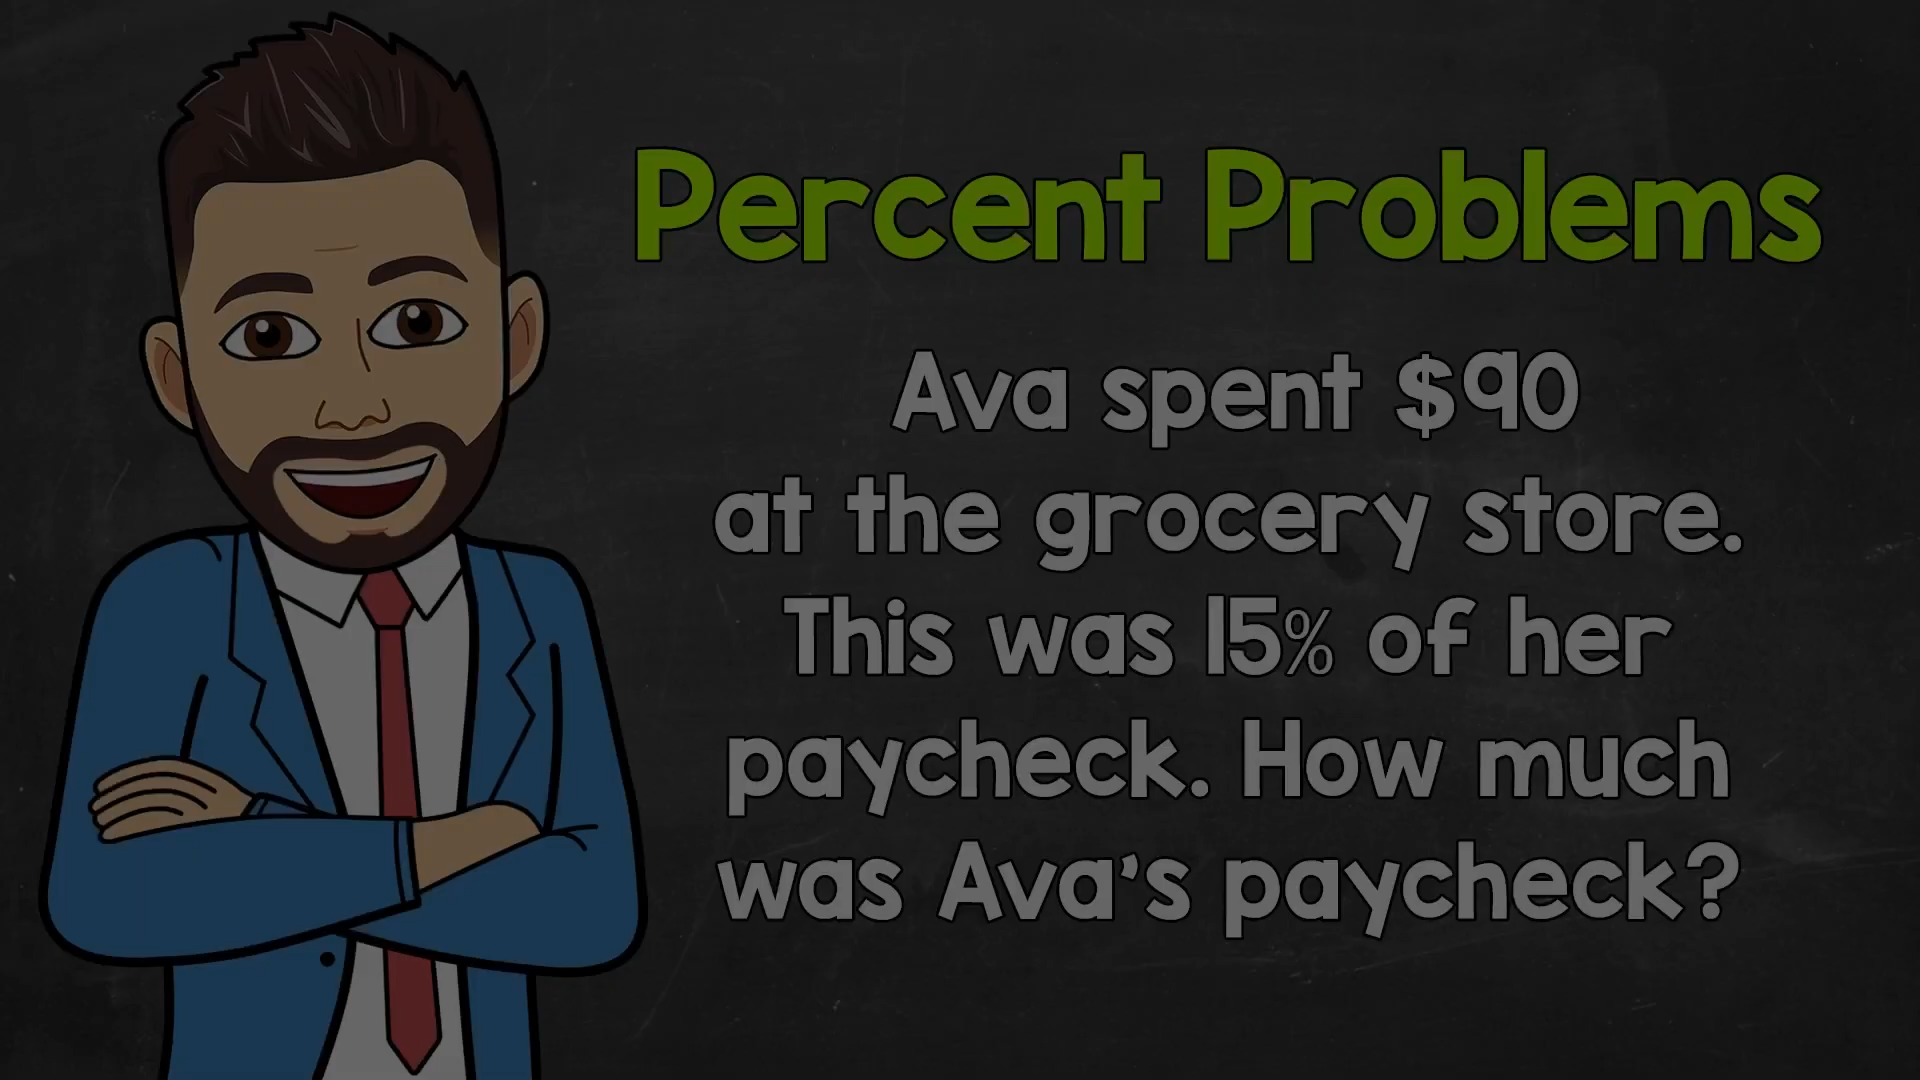 Percent Problems
Ava spent $90
at the grocery store.
This was 15% of her
paycheck. How much
was Ava's paycheck?